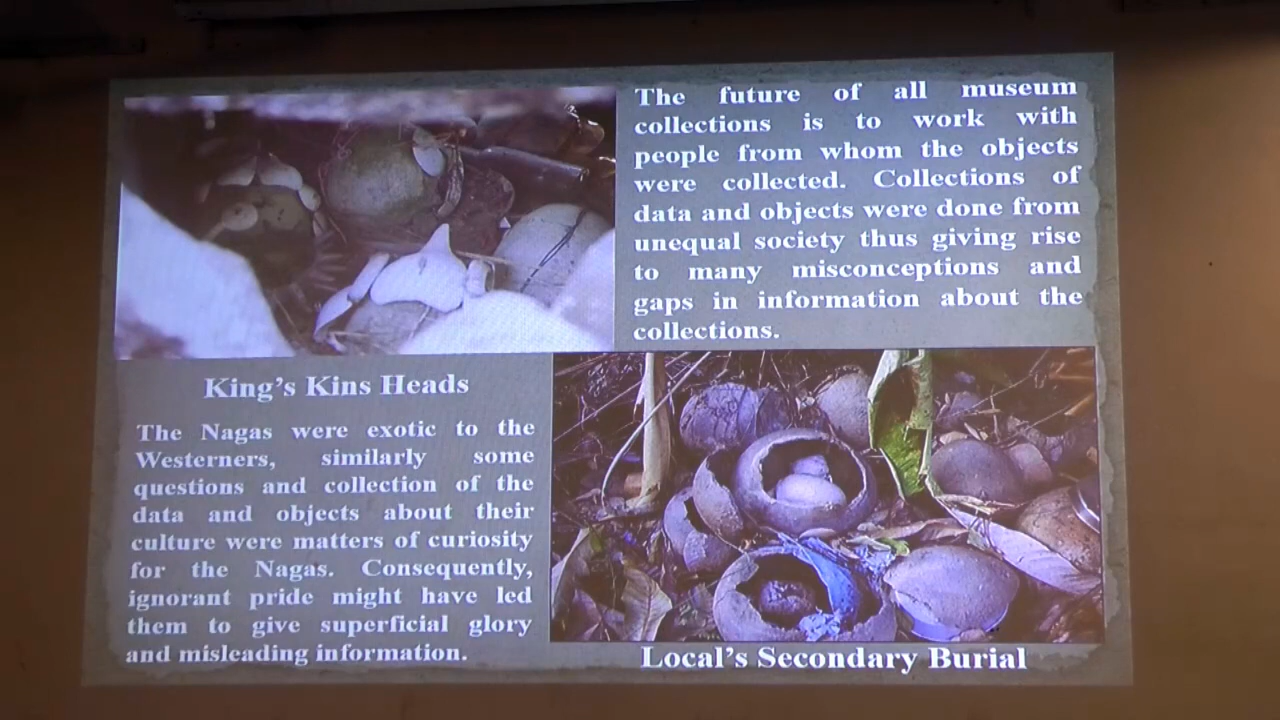 The future of all museum
collections is to work with
people from whom the objects
were collected. Collections of
data and objects were done from
unequal society thus giving rise
to many misconceptions and
gaps in information about the
collections.
King's Kins Heads
The Nagas were exotic to the
Westerners, similarly some
questions and collection of the
data and objects about their
culture were matters of curiosity
for the Nagas. Consequently,
ignorant pride might have led
them to give superficial glory
and misleading information.
Local's Secondary Burial